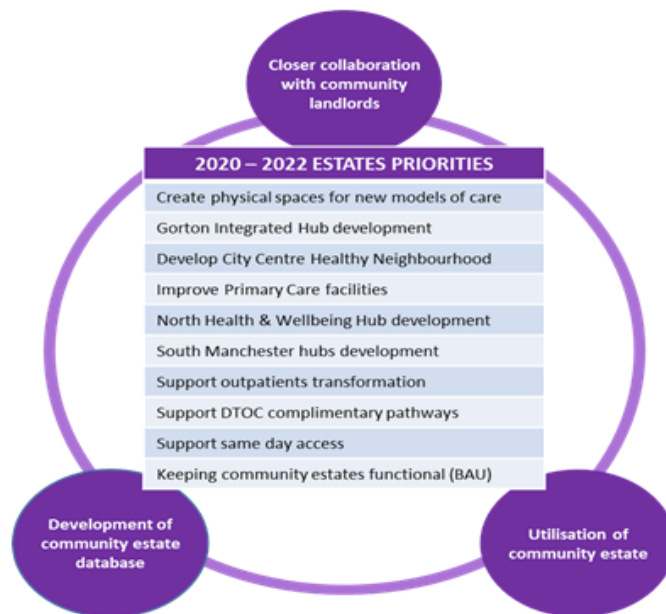 Closer collaboration
with community
landlords
2020 – 2022 ESTATES PRIORITIES
Create physical spaces for new models of care
Gorton Integrated Hub development
Develop City Centre Healthy Neighbourhood
Improve Primary Care facilities
North Health & Wellbeing Hub development
South Manchester hubs development
Support outpatients transformation
Support DTOC complimentary pathways
Support same day access
Keeping community estates functional (BAU)
Development of
community estate
database
Utilisation of
community estate